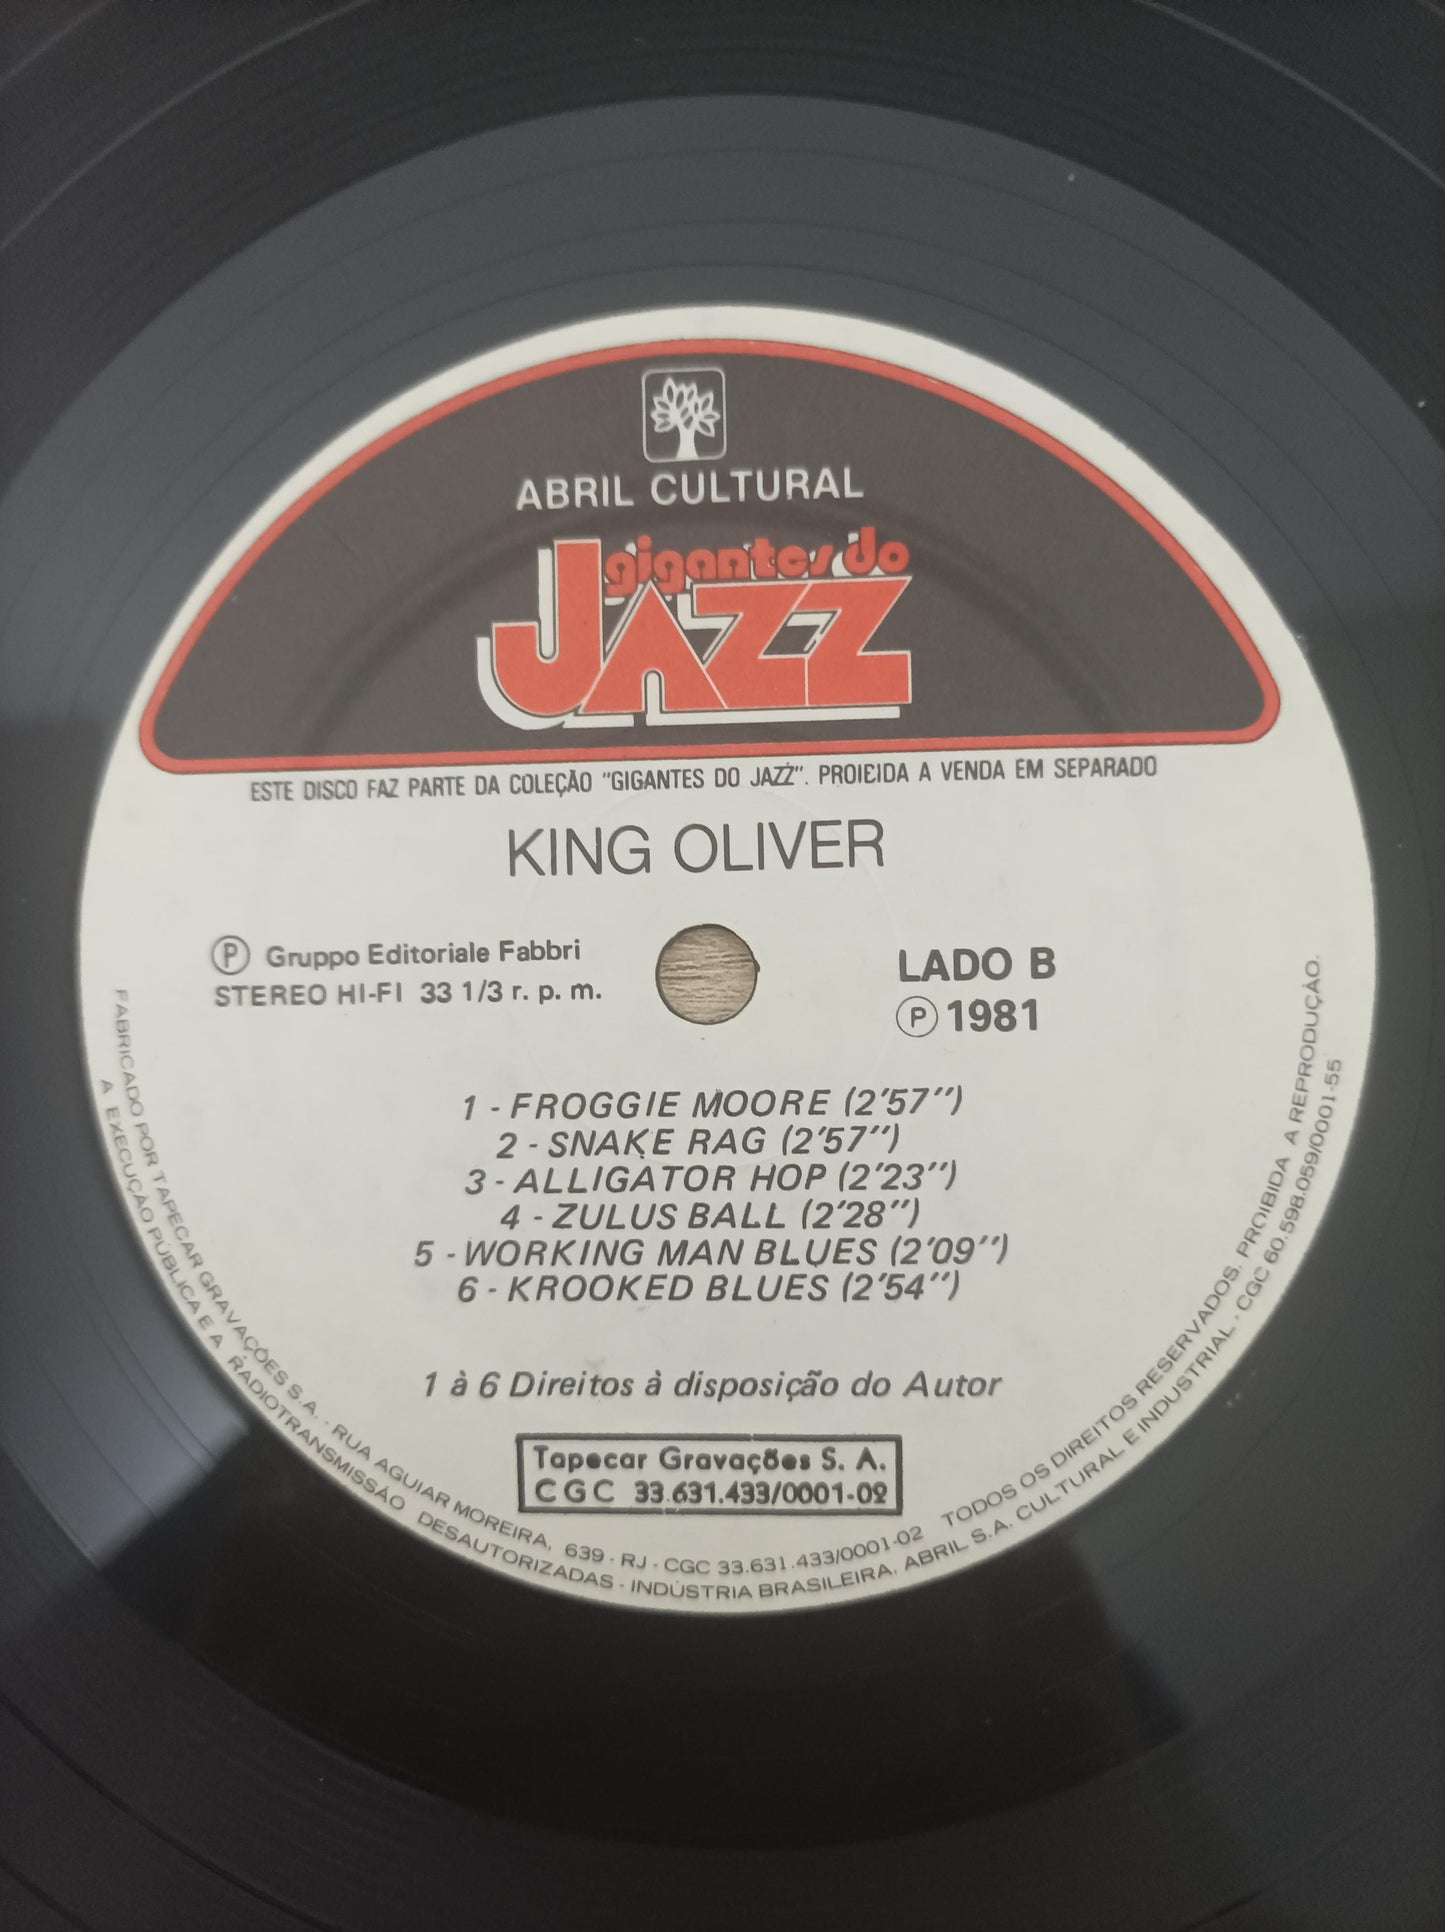 ABRIL CULTURAL
gigantes do
JAZZ
ESTE DISCO FAZ PARTE DA COLEÇÃO "GIGANTES DO JAZZ". PROIBIDA A VENDA EM SEPARADO
KING OLIVER
Ⓟ Gruppo Editoriale Fabbri
STEREO HI-FI 33 1/3 r. p. m.
LADO B
Ⓟ 1981
1 - FROGGIE MOORE (2'57")
2 - SNAKE RAG (2'57")
3 - ALLIGATOR HOP (2'23")
4 - ZULUS BALL (2'28")
5 - WORKING MAN BLUES (2'09")
6 - KROOKED BLUES (2'54")
1 à 6 Direitos à disposição do Autor
Tapecar Gravações S. A.
CGC 33.631.433/0001-02
FABRICADO POR TAPECAR GRAVAÇÕES S.A. - RUA AGUIAR MOREIRA, 639 - RJ - CGC 33.631.433/0001-02 TODOS OS DIREITOS RESERVADOS. PROIBIDA A REPRODUÇÃO.
A EXECUÇÃO PÚBLICA E A RADIOTRANSMISSÃO DESAUTORIZADAS - INDÚSTRIA BRASILEIRA, ABRIL S.A. CULTURAL E INDUSTRIAL - CGC 60.598.059/0001-55